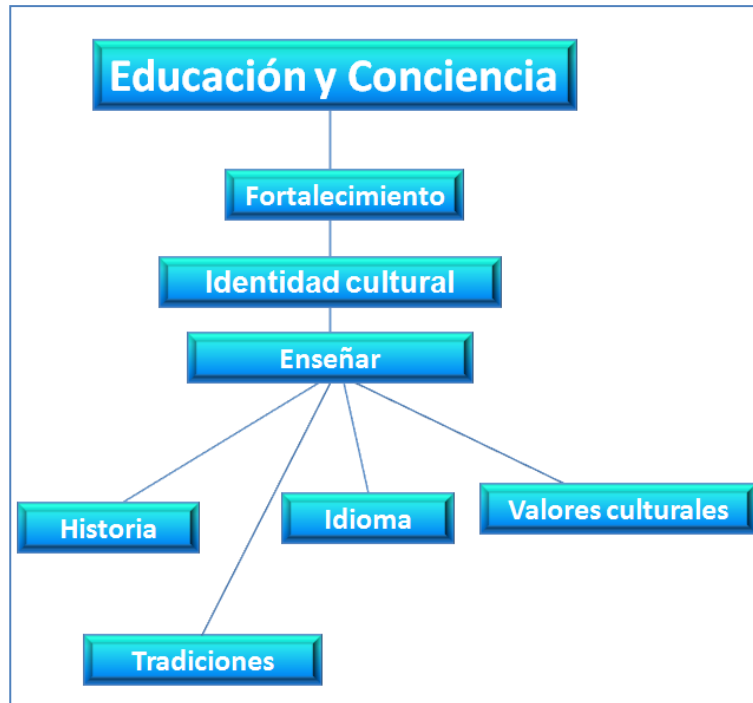 Educación y Conciencia
Fortalecimiento
Identidad cultural
Enseñar
Historia
Idioma
Valores culturales
Tradiciones